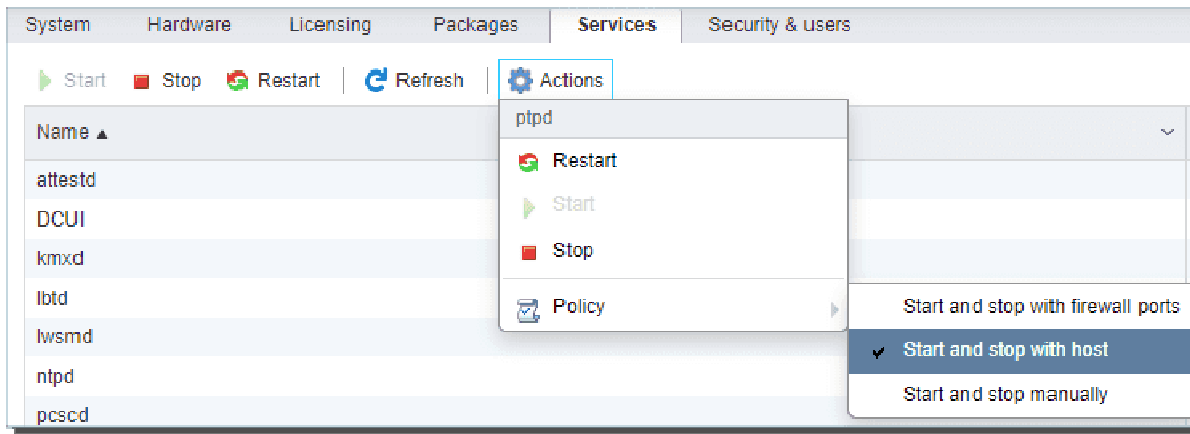 System Hardware Licensing Packages Services Security & users
Start Stop Restart Refresh Actions
ptpd
Name
Restart
attestd
Start
DCUI
Stop
kmxd
lbtd
Policy
Start and stop with firewall ports
lwsmd
Start and stop with host
ntpd
Start and stop manually
pcscd